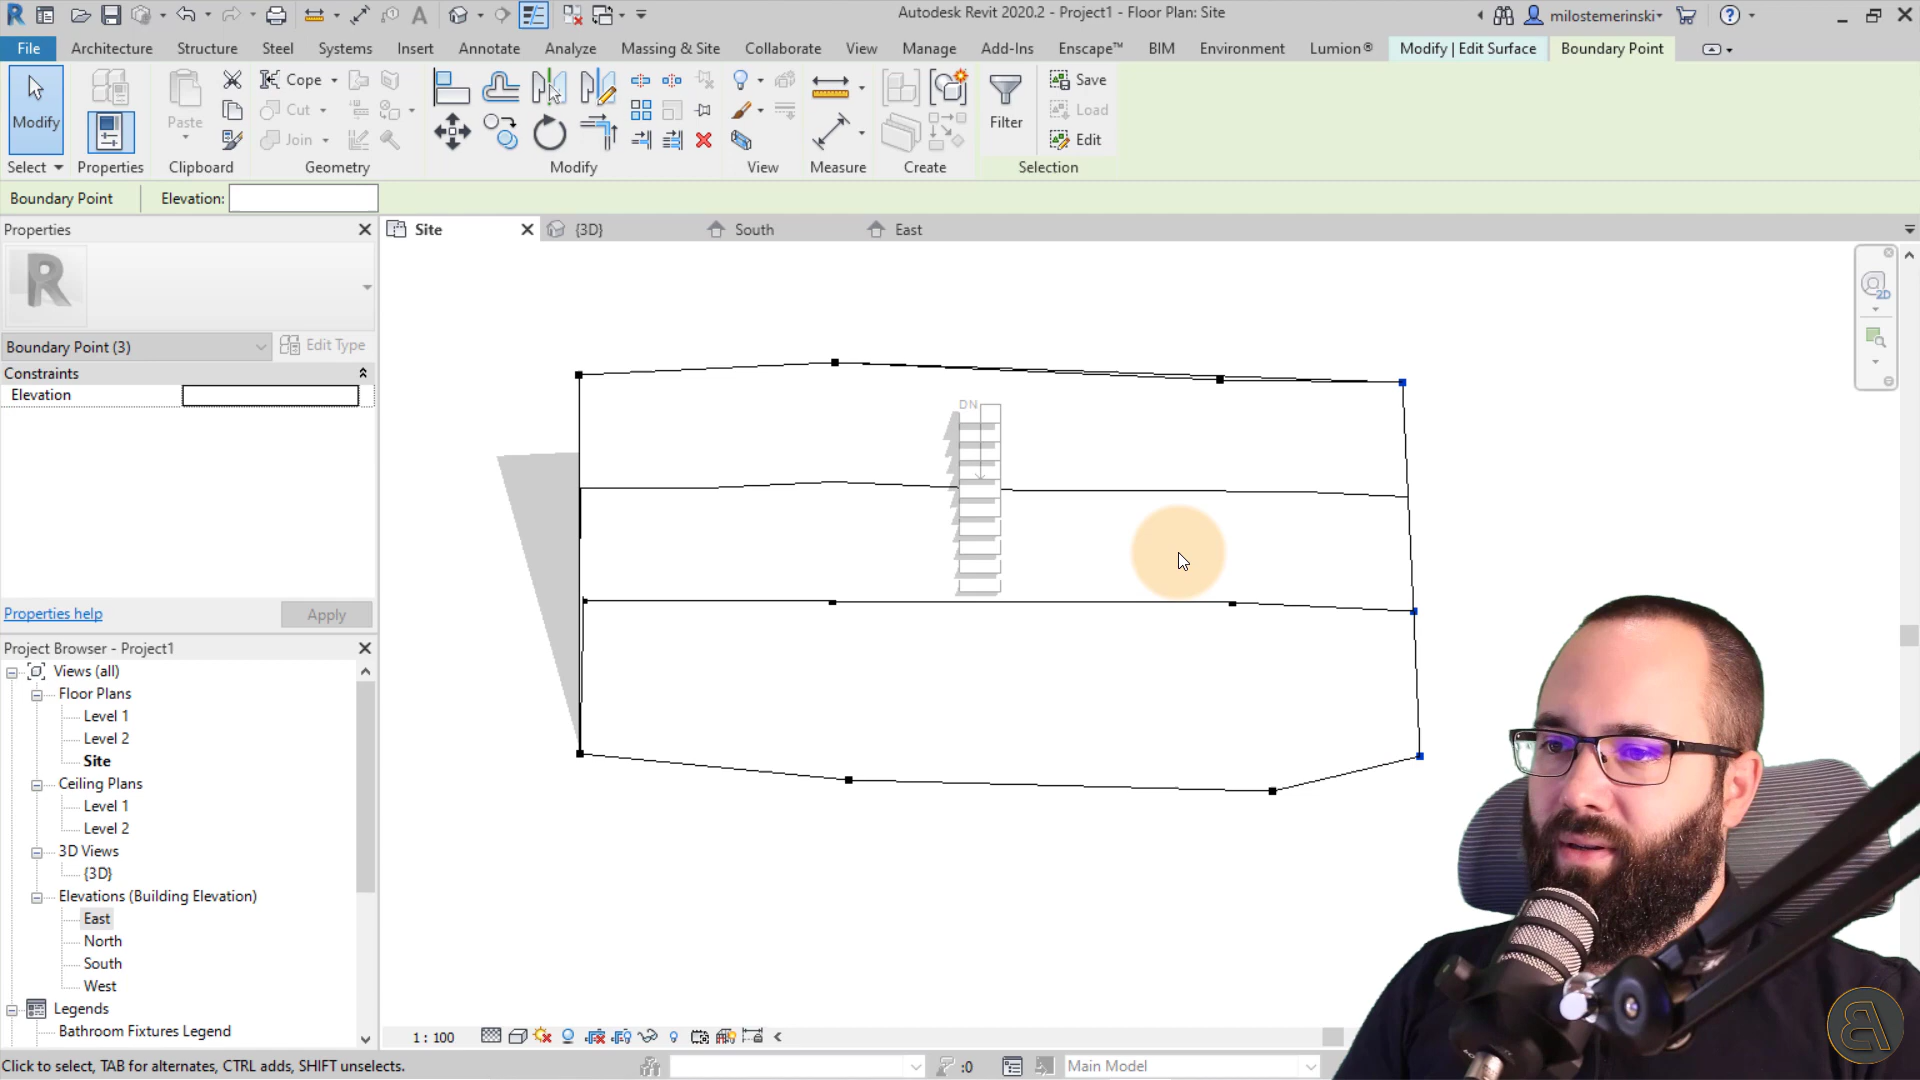 Autodesk Revit 2020.2 - Project1 - Floor Plan: Site
milostemerinski
File
Architecture
Structure
Steel
Systems
Insert
Annotate
Analyze
Massing & Site
Collaborate
View
Manage
Add-Ins
Enscape™
BIM
Environment
Lumion®
Modify | Edit Surface
Boundary Point
Modify
Paste
Cope
Cut
Join
Filter
Save
Load
Edit
Select
Properties
Clipboard
Geometry
Modify
View
Measure
Create
Selection
Boundary Point
Elevation:
Properties
Site
{3D}
South
East
R
2D
Boundary Point (3)
Edit Type
Constraints
Elevation
DN
Properties help
Apply
Project Browser - Project1
Views (all)
Floor Plans
Level 1
Level 2
Site
Ceiling Plans
Level 1
Level 2
3D Views
{3D}
Elevations (Building Elevation)
East
North
South
West
Legends
Bathroom Fixtures Legend
1 : 100
Click to select, TAB for alternates, CTRL adds, SHIFT unselects.
:0
Main Model